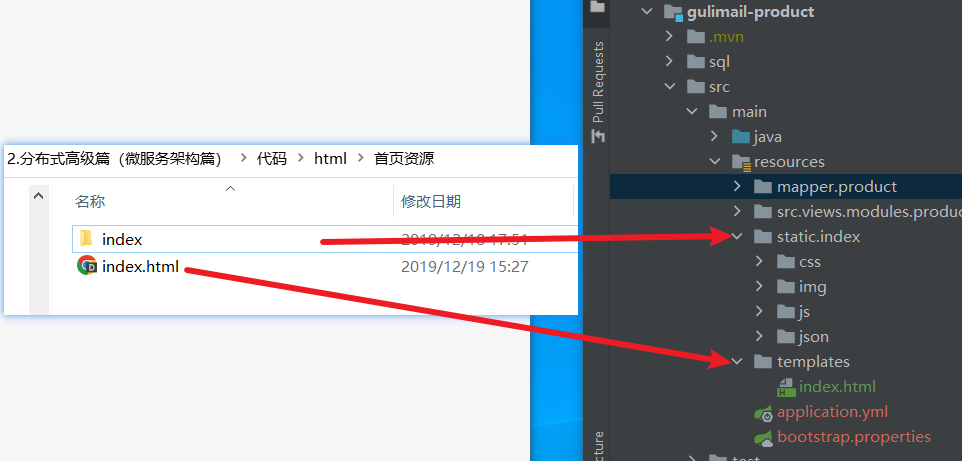 2.分布式高级篇（微服务架构篇） > 代码 > html > 首页资源
名称 修改日期
index 2019/12/18 17:51
index.html 2019/12/19 15:27
Pull Requests
gulimail-product
.mvn
sql
src
main
java
resources
mapper.product
src.views.modules.produc
static.index
css
img
js
json
templates
index.html
application.yml
bootstrap.properties